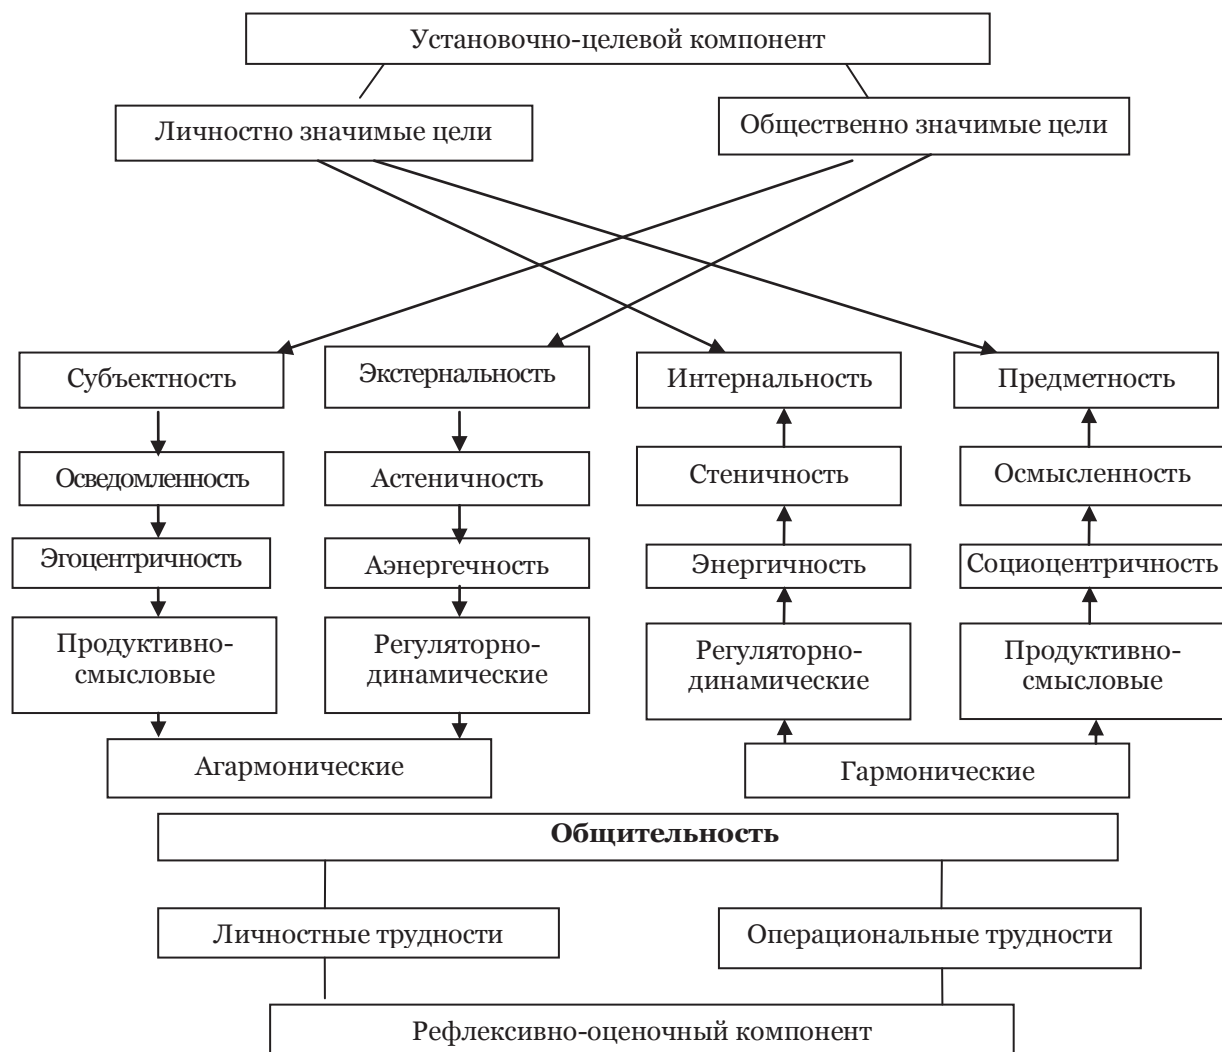 Установочно-целевой компонент
Личностно значимые цели
Общественно значимые цели
Субъектность
Экстернальность
Интернальность
Предметность
Осведомленность
Астеничность
Стеничность
Осмысленность
Эгоцентричность
Аэнергечность
Энергичность
Социоцентричность
Продуктивно-
смысловые
Регуляторно-
динамические
Регуляторно-
динамические
Продуктивно-
смысловые
Агармонические
Гармонические
Общительность
Личностные трудности
Операциональные трудности
Рефлексивно-оценочный компонент